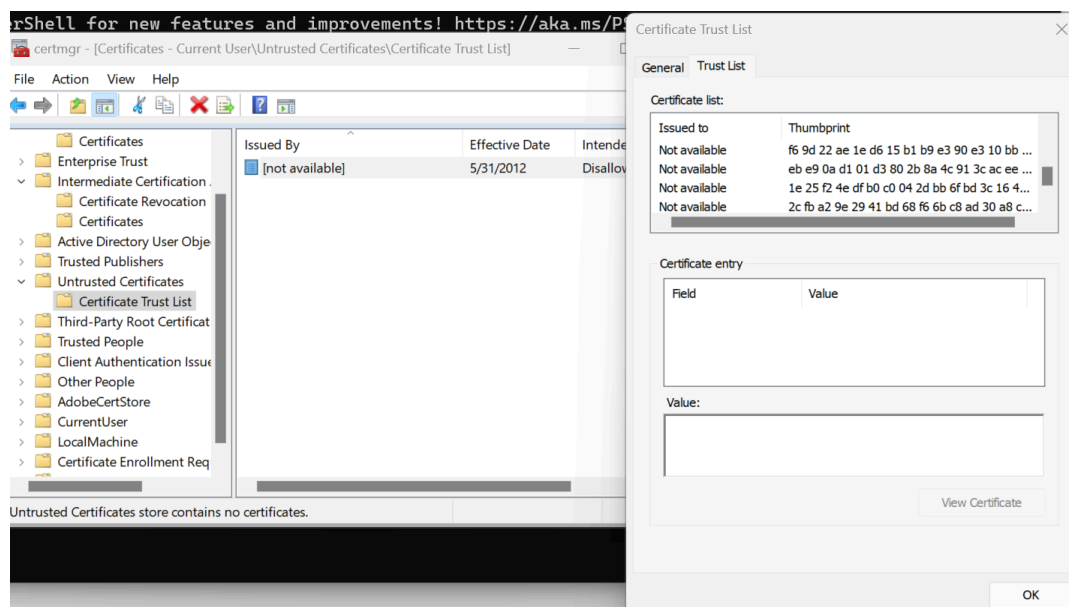 erShell for new features and improvements! https://aka.ms/PS
certmgr - [Certificates - Current User\Untrusted Certificates\Certificate Trust List]
File Action View Help
Certificates
Enterprise Trust
Intermediate Certification
Certificate Revocation
Certificates
Active Directory User Obje
Trusted Publishers
Untrusted Certificates
Certificate Trust List
Third-Party Root Certificat
Trusted People
Client Authentication Issue
Other People
AdobeCertStore
CurrentUser
LocalMachine
Certificate Enrollment Req
Issued By Effective Date Intende
[not available] 5/31/2012 Disallow
Untrusted Certificates store contains no certificates.
Certificate Trust List
General Trust List
Certificate list:
Issued to Thumbprint
Not available f6 9d 22 ae 1e d6 15 b1 b9 e3 90 e3 10 bb ...
Not available eb e9 0a d1 01 d3 80 2b 8a 4c 91 3c ac ee ...
Not available 1e 25 f2 4e df b0 c0 04 2d bb 6f bd 3c 16 4...
Not available 2c fb a2 9e 29 41 bd 68 f6 6b c8 ad 30 a8 c...
Certificate entry
Field Value
Value:
View Certificate
OK